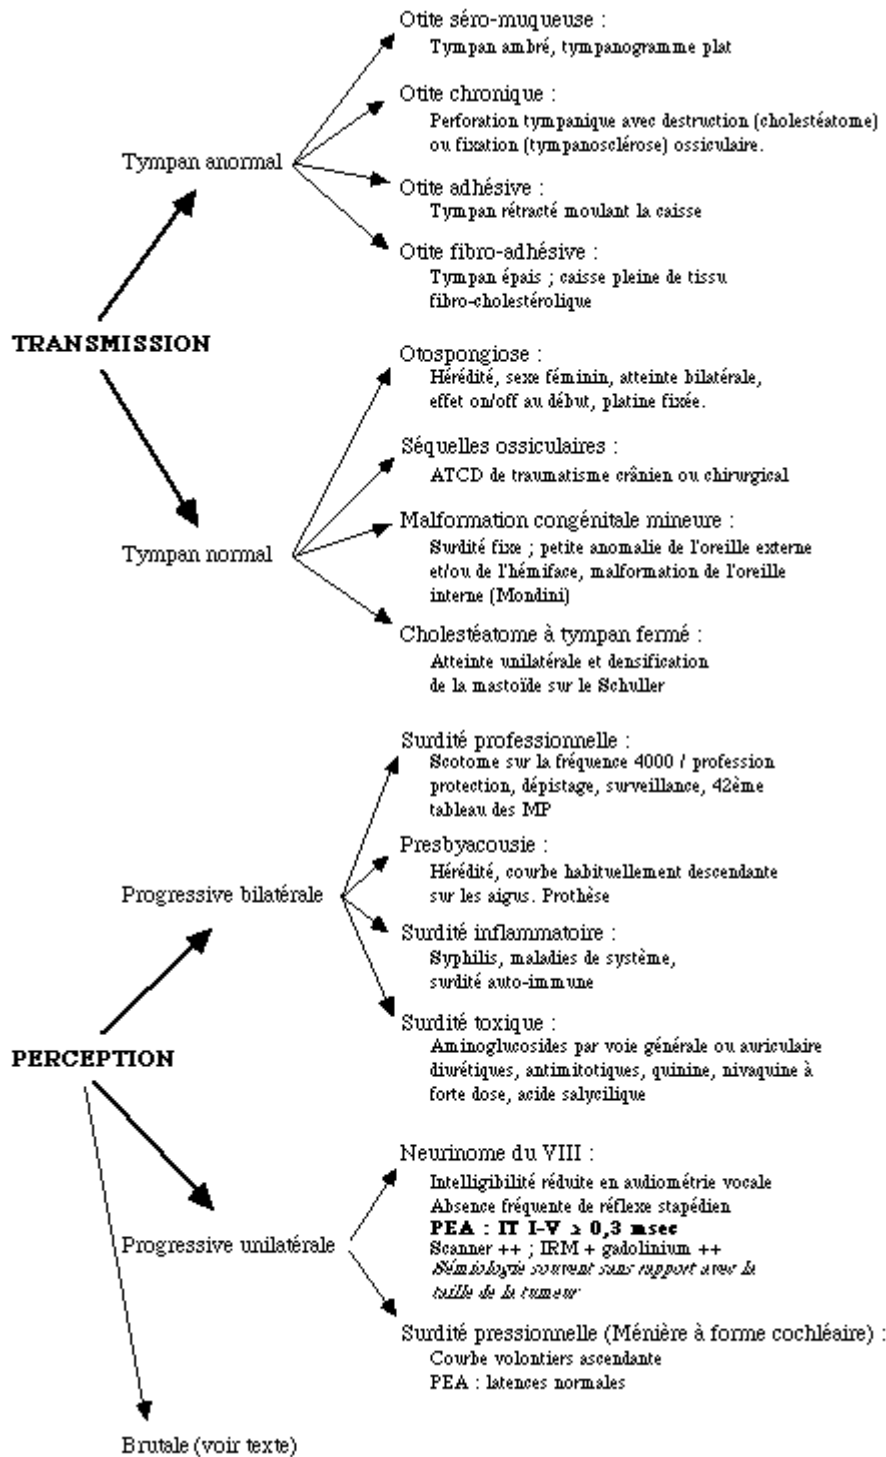 Otite séro-muqueuse :
Tympan ambré, tympanogramme plat
Otite chronique :
Perforation tympanique avec destruction (cholestéatome)
ou fixation (tympanosclérose) ossiculaire.
Tympan anormal
Otite adhésive :
Tympan rétracté moulant la caisse
Otite fibro-adhésive :
Tympan épais ; caisse pleine de tissu
fibro-cholestérolique
TRANSMISSION
Otospongiose :
Hérédité, sexe féminin, atteinte bilatérale,
effet on/off au début, platine fixée.
Séquelles ossiculaires :
ATCD de traumatisme crânien ou chirurgical
Malformation congénitale mineure :
Tympan normal
Surdité fixe ; petite anomalie de l'oreille externe
et/ou de l'hémiface, malformation de l'oreille
interne (Mondini)
Cholestéatome à tympan fermé :
Atteinte unilatérale et densification
de la mastoïde sur le Schuller
Surdité professionnelle :
Scotome sur la fréquence 4000 / profession
protection, dépistage, surveillance, 42ème
tableau des MP
Presbyacousie :
Hérédité, courbe habituellement descendante
sur les aigus. Prothèse
Progressive bilatérale
Surdité inflammatoire :
Syphilis, maladies de système,
surdité auto-immune
Surdité toxique :
Aminoglucosides par voie générale ou auriculaire
diurétiques, antimitotiques, quinine, nivaquine à
forte dose, acide salycilique
PERCEPTION
Neurinome du VIII :
Intelligibilité réduite en audiométrie vocale
Absence fréquente de réflexe stapédien
PEA : IT I-V ≥ 0,3 msec
Scanner ++ ; IRM + gadolinium ++
Sémiologie souvent sans rapport avec la
taille de la tumeur
Progressive unilatérale
Surdité pressionnelle (Ménière à forme cochléaire) :
Courbe volontiers ascendante
PEA : latences normales
Brutale (voir texte)